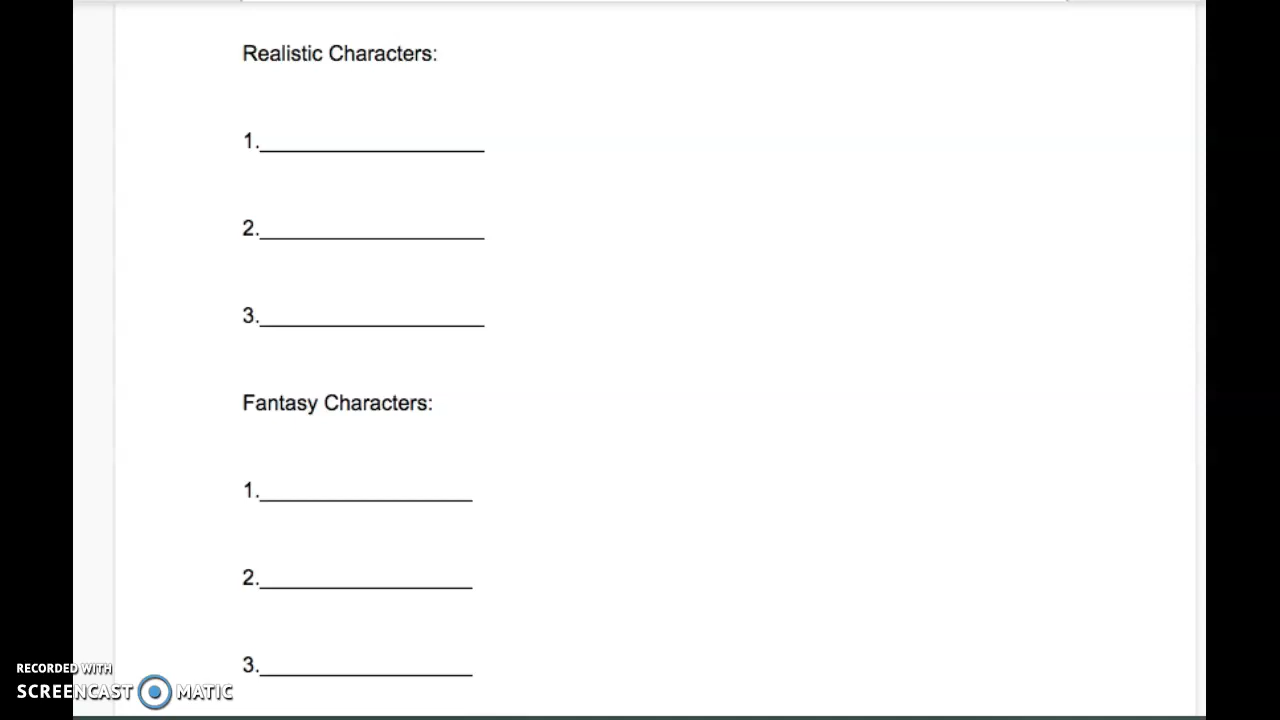 Realistic Characters:
1.____________________
2.____________________
3.____________________
Fantasy Characters:
1.___________________
2.___________________
3.___________________
RECORDED WITH
SCREENCAST MATIC